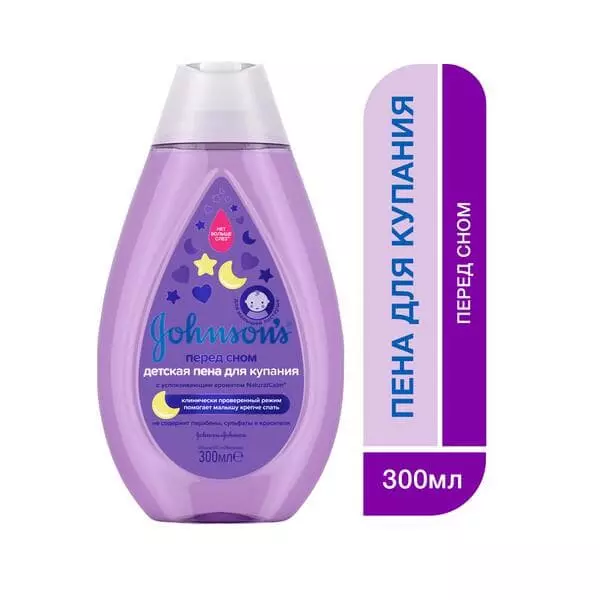 НЕТ
БОЛЬШЕ
СЛЕЗ
Johnson's
перед сном
детская пена для купания
с успокаивающим ароматом NaturalCalm
клинически проверенный режим
помогает малышу крепче спать
не содержит парабены, сульфаты и красители
Johnson & Johnson
300мл℮
ПЕНА ДЛЯ КУПАНИЯ
ПЕРЕД СНОМ
300мл